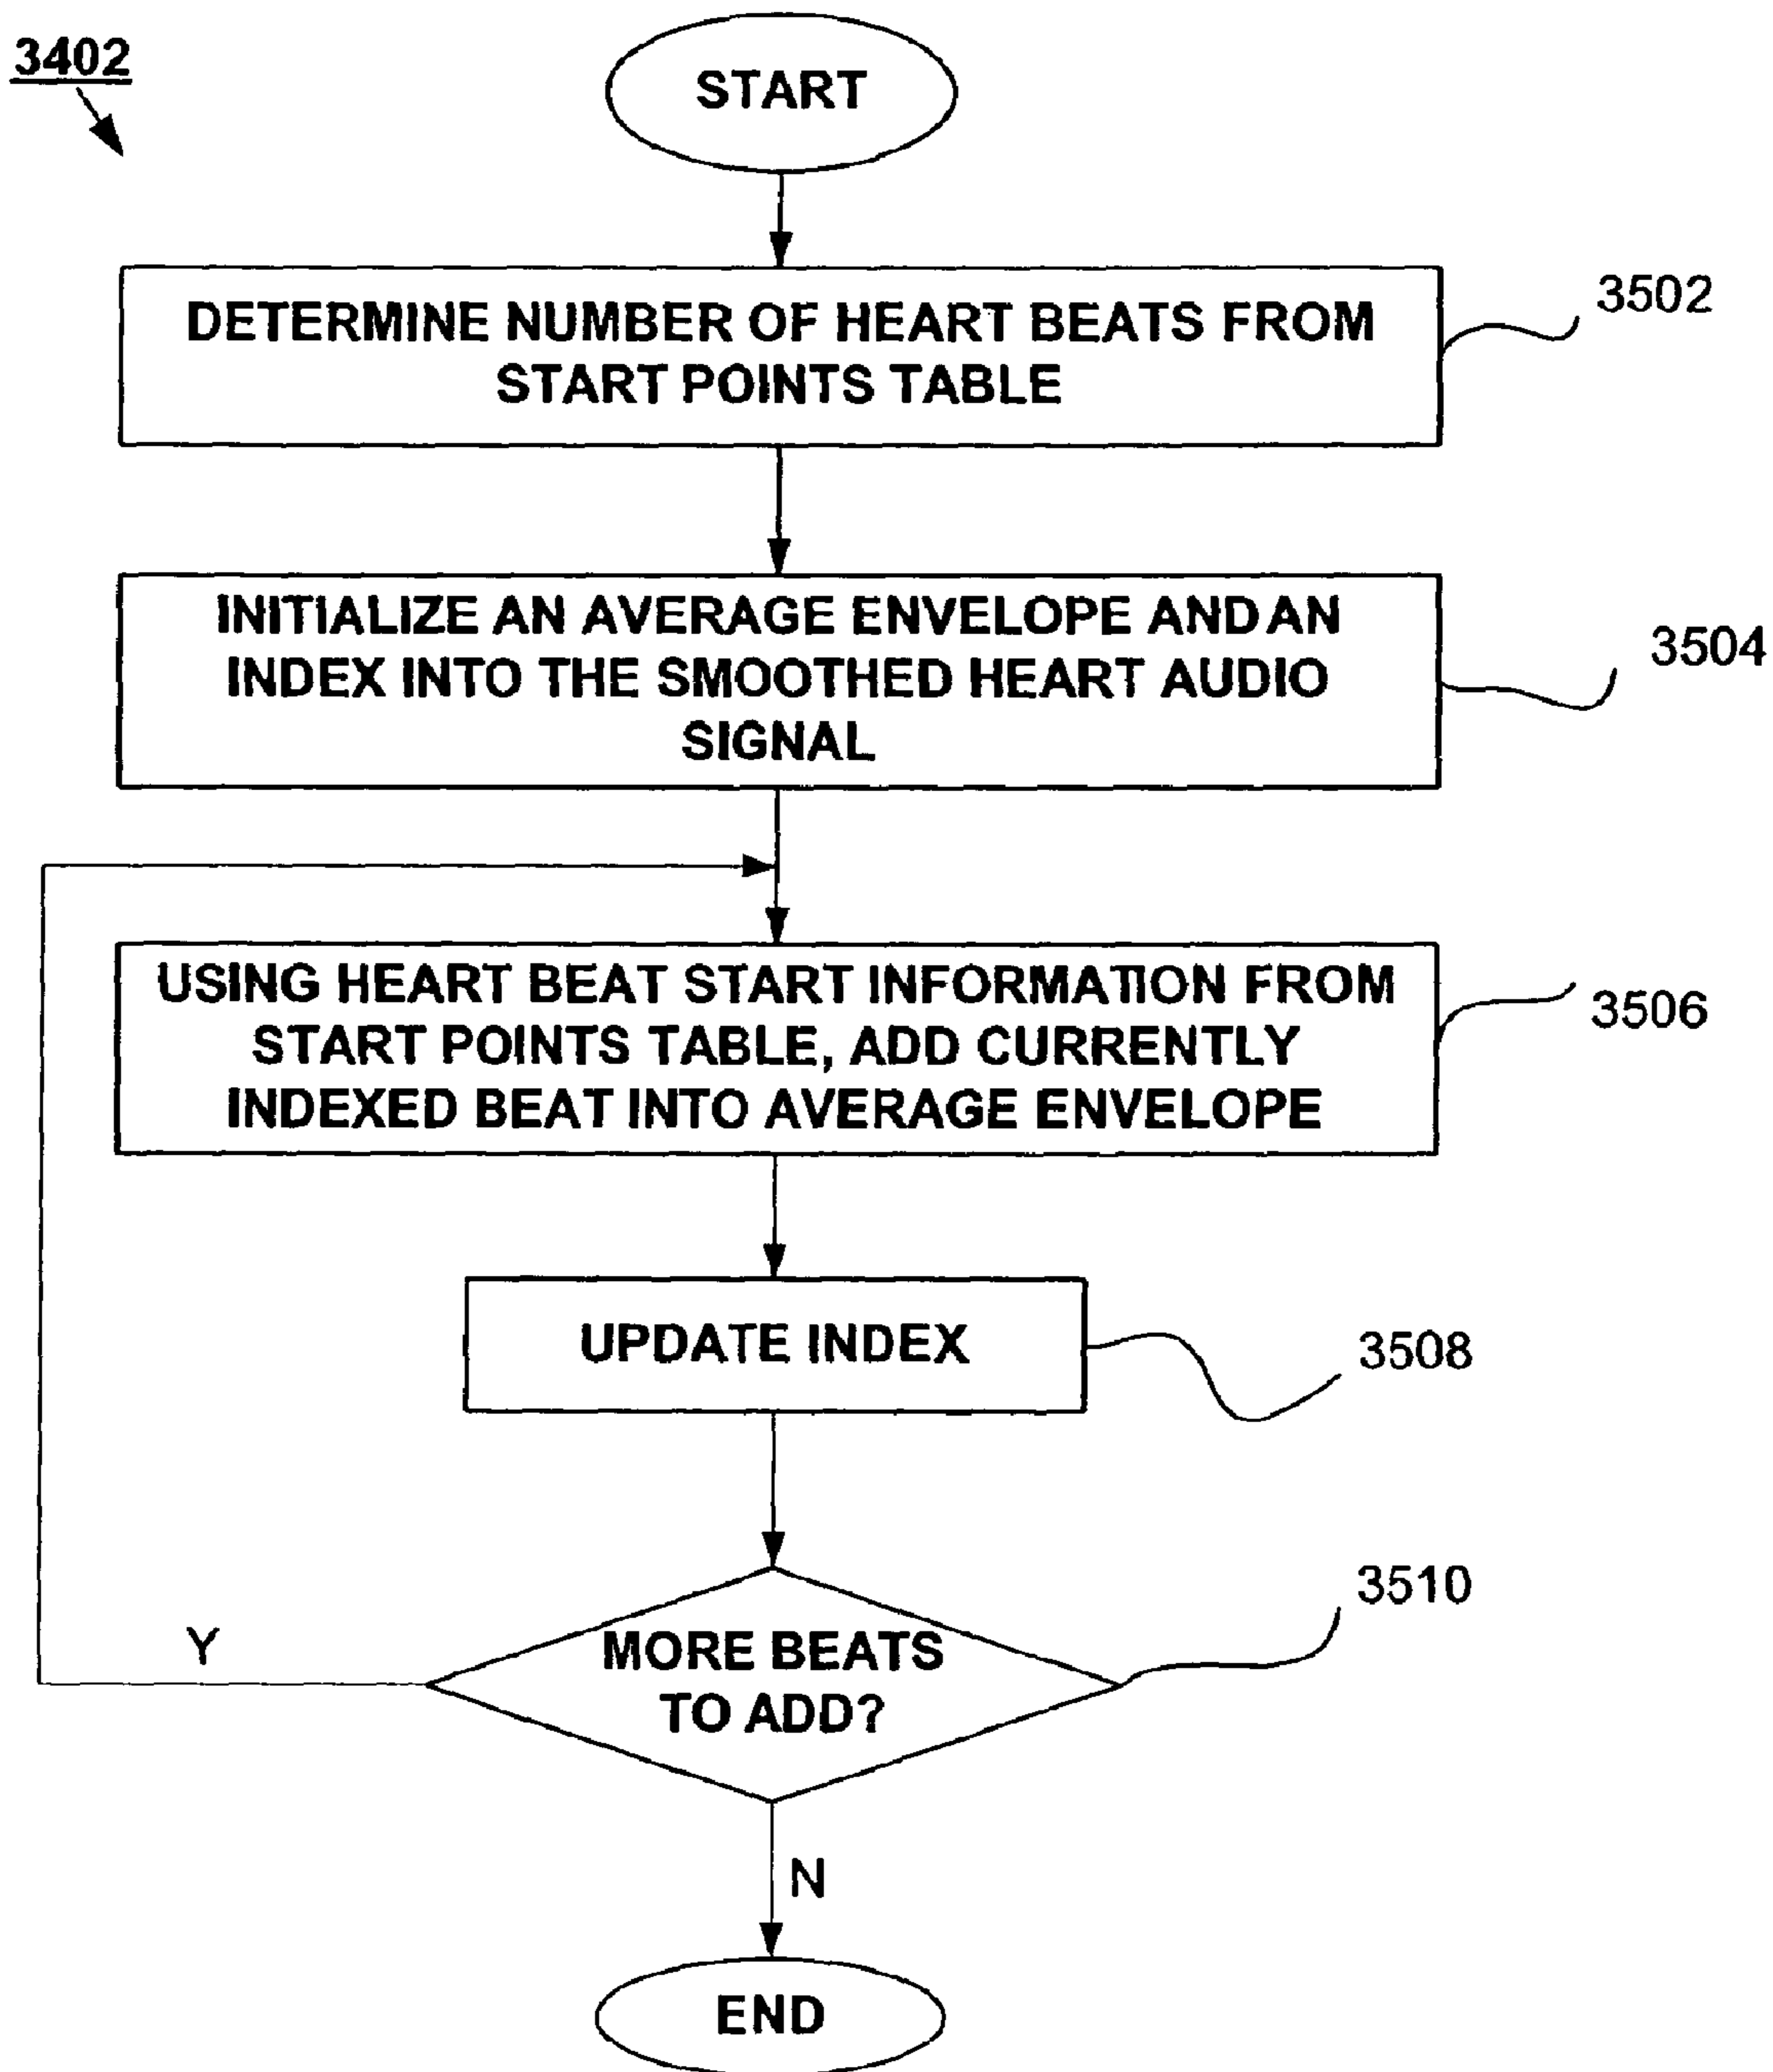 3402
START
DETERMINE NUMBER OF HEART BEATS FROM
START POINTS TABLE
3502
INITIALIZE AN AVERAGE ENVELOPE AND AN
INDEX INTO THE SMOOTHED HEART AUDIO
SIGNAL
3504
USING HEART BEAT START INFORMATION FROM
START POINTS TABLE, ADD CURRENTLY
INDEXED BEAT INTO AVERAGE ENVELOPE
3506
UPDATE INDEX
3508
MORE BEATS
TO ADD?
3510
Y
N
END